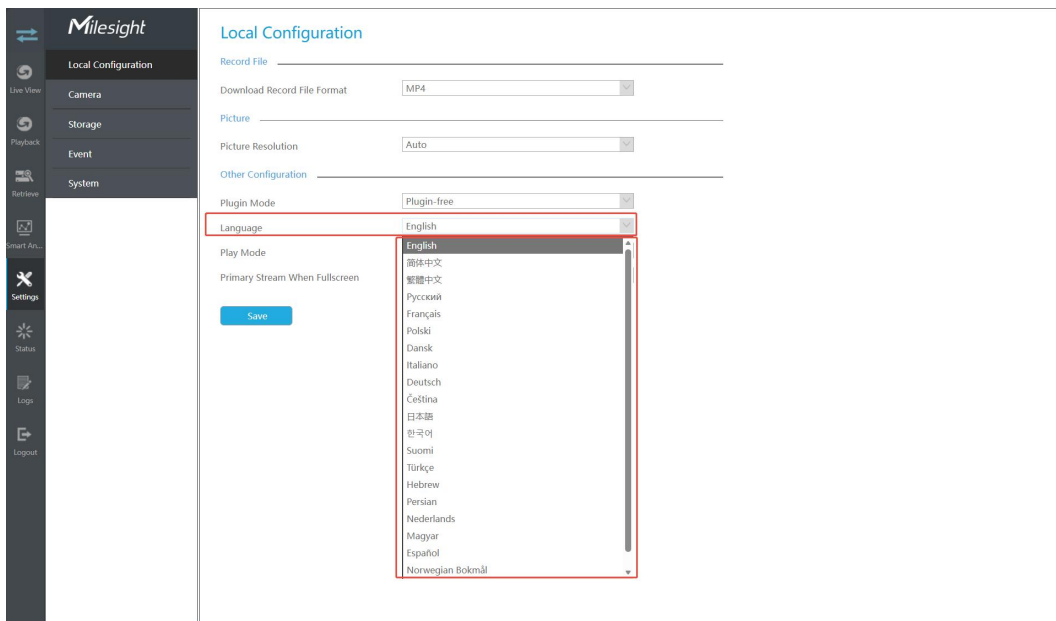 Milesight
Live View
Playback
Retrieve
Smart An...
Settings
Status
Logs
Logout
Local Configuration
Camera
Storage
Event
System
Local Configuration
Record File
Download Record File Format MP4
Picture
Picture Resolution Auto
Other Configuration
Plugin Mode Plugin-free
Language English
Play Mode
Primary Stream When Fullscreen
Save
English
简体中文
繁體中文
Русский
Français
Polski
Dansk
Italiano
Deutsch
Čeština
日本語
한국어
Suomi
Türkçe
Hebrew
Persian
Nederlands
Magyar
Español
Norwegian Bokmål